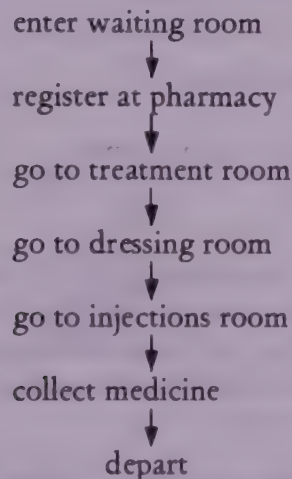 enter waiting room
register at pharmacy
go to treatment room
go to dressing room
go to injections room
collect medicine
depart